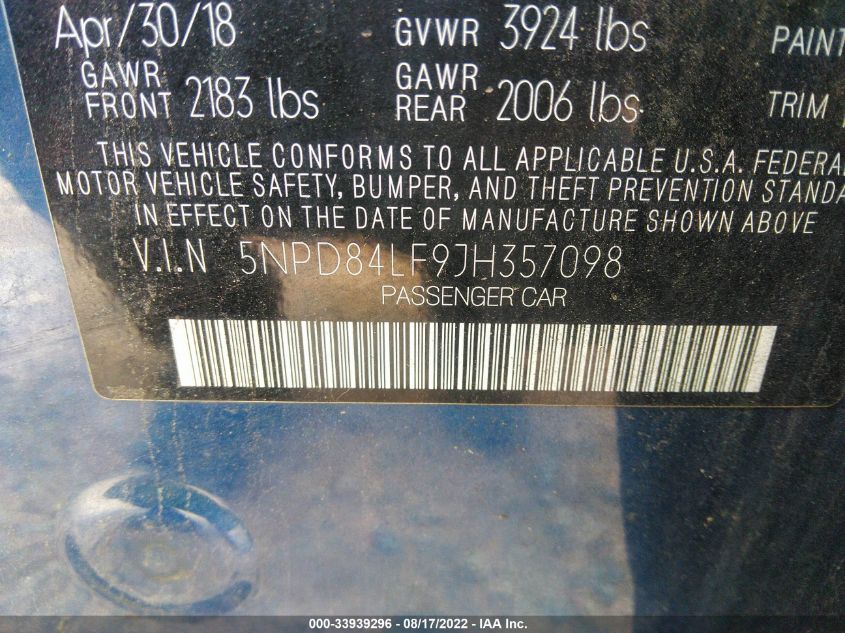 Apr/30/18 GVWR 3924 lbs PAINT
GAWR FRONT 2183 lbs GAWR REAR 2006 lbs TRIM
THIS VEHICLE CONFORMS TO ALL APPLICABLE U.S.A. FEDERA
MOTOR VEHICLE SAFETY, BUMPER, AND THEFT PREVENTION STANDA
IN EFFECT ON THE DATE OF MANUFACTURE SHOWN ABOVE
V.I.N 5NPD84LF9JH357098
PASSENGER CAR
000-33939296 - 08/17/2022 - IAA Inc.